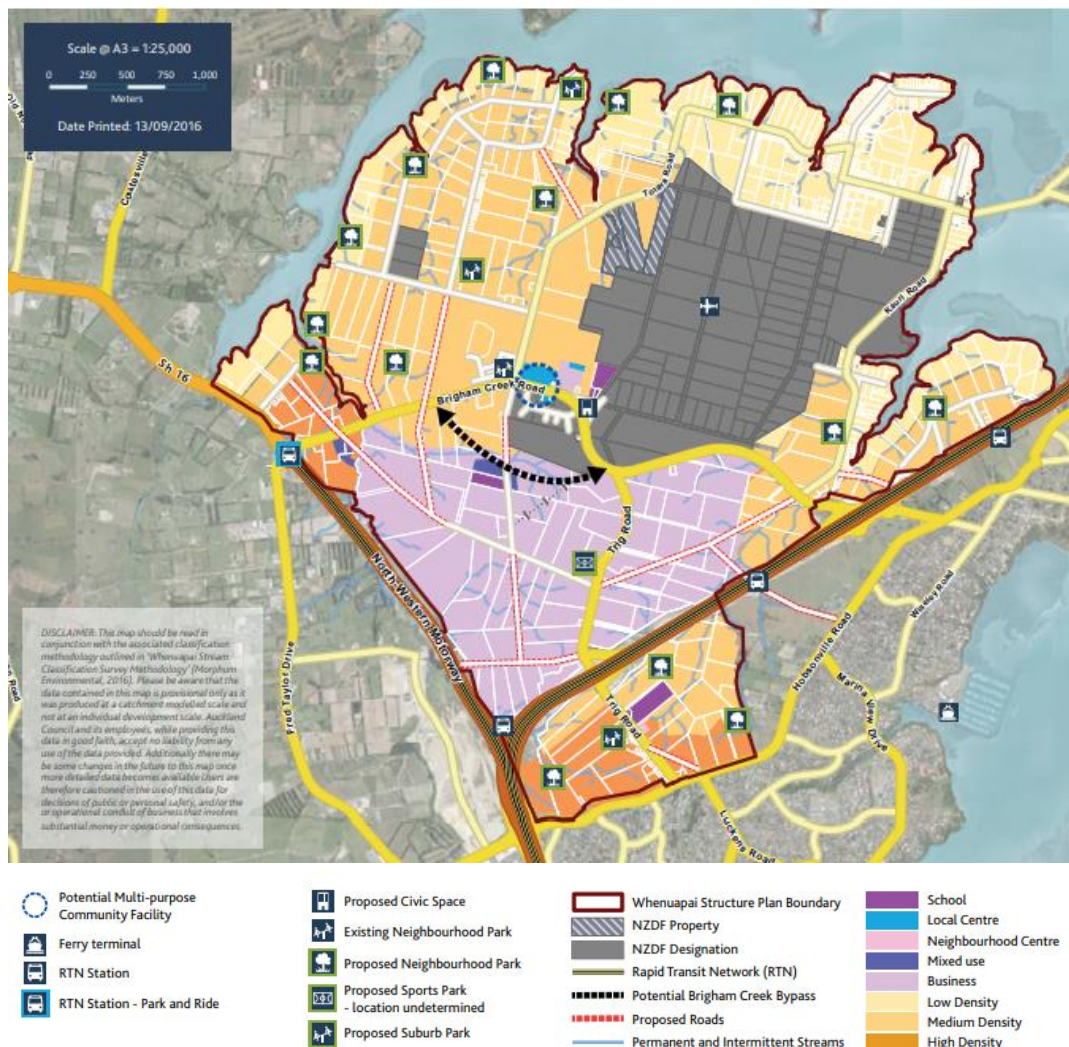 Scale @ A3 = 1:25,000
0 250 500 750 1,000
Meters
Date Printed: 13/09/2016
Coatesville
Totara Road
Kauri Road
Sh 16
Brigham Creek Road
Trig Road
North-Western Motorway
Fred Taylor Drive
Hobsonville Road
Wiseley Road
Marina View Drive
Trig Road
Luckens Road
DISCLAIMER: This map should be read in
conjunction with the associated classification
methodology outlined in 'Whenuapai Stream
Classification Survey Methodology' (Morphum
Environmental, 2016). Please be aware that the
data contained in this map is provisional only as it
was produced at a catchment modelled scale and
not at an individual development scale. Auckland
Council and its employees, while providing this
data in good faith, accept no liability from any
use of the data provided. Additionally there may
be some changes in the future to this map once
more detailed data becomes available Users are
therefore cautioned in the use of this data for
decisions of public or personal safety, and/or the
or operational conduit of business that involves
substantial money or operational consequences.
Potential Multi-purpose
Community Facility
Ferry terminal
RTN Station
RTN Station - Park and Ride
Proposed Civic Space
Existing Neighbourhood Park
Proposed Neighbourhood Park
Proposed Sports Park
- location undetermined
Proposed Suburb Park
Whenuapai Structure Plan Boundary
NZDF Property
NZDF Designation
Rapid Transit Network (RTN)
Potential Brigham Creek Bypass
Proposed Roads
Permanent and Intermittent Streams
School
Local Centre
Neighbourhood Centre
Mixed use
Business
Low Density
Medium Density
High Density